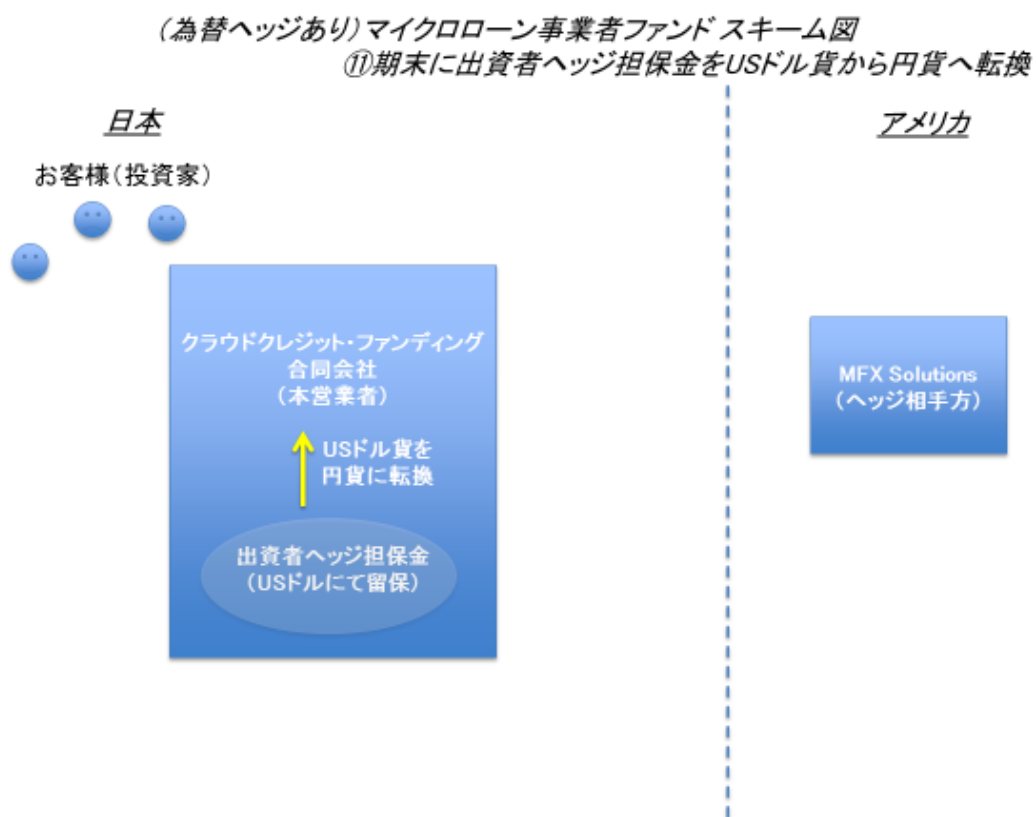 (為替ヘッジあり)マイクロローン事業者ファンド スキーム図
⑪期末に出資者ヘッジ担保金をUSドル貨から円貨へ転換
日本
アメリカ
お客様(投資家)
クラウドクレジット・ファンディング
合同会社
(本営業者)
USドル貨を
円貨に転換
出資者ヘッジ担保金
(USドルにて留保)
MFX Solutions
(ヘッジ相手方)